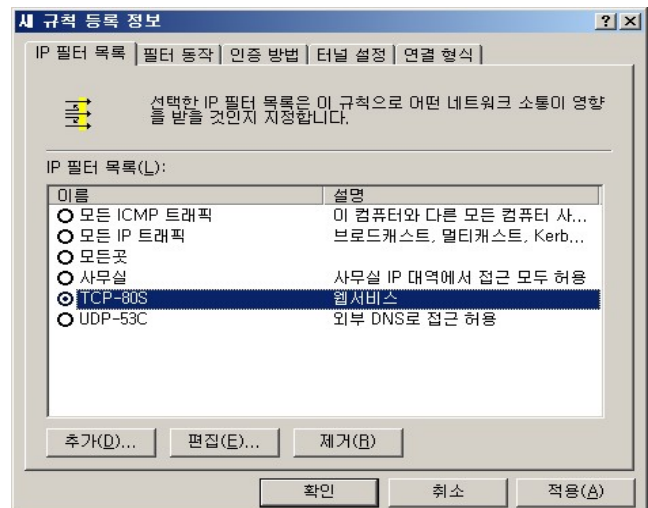 새 규칙 등록 정보
IP 필터 목록 필터 동작 인증 방법 터널 설정 연결 형식
선택한 IP 필터 목록은 이 규칙으로 어떤 네트워크 소통이 영향
을 받을 것인지 지정합니다.
IP 필터 목록(L):
이름 설명
모든 ICMP 트래픽 이 컴퓨터와 다른 모든 컴퓨터 사...
모든 IP 트래픽 브로드캐스트, 멀티캐스트, Kerb...
모든곳
사무실 사무실 IP 대역에서 접근 모두 허용
TCP-80S 웹서비스
UDP-53C 외부 DNS로 접근 허용
추가(D)... 편집(E)... 제거(R)
확인 취소 적용(A)